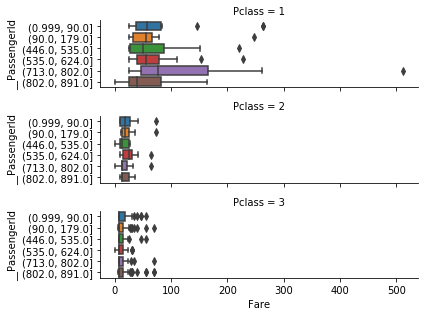 Pclass = 1
PassengerId
(0.999, 90.0]
(90.0, 179.0]
(446.0, 535.0]
(535.0, 624.0]
(713.0, 802.0]
(802.0, 891.0]
Pclass = 2
PassengerId
(0.999, 90.0]
(90.0, 179.0]
(446.0, 535.0]
(535.0, 624.0]
(713.0, 802.0]
(802.0, 891.0]
Pclass = 3
PassengerId
(0.999, 90.0]
(90.0, 179.0]
(446.0, 535.0]
(535.0, 624.0]
(713.0, 802.0]
(802.0, 891.0]
0 100 200 300 400 500
Fare